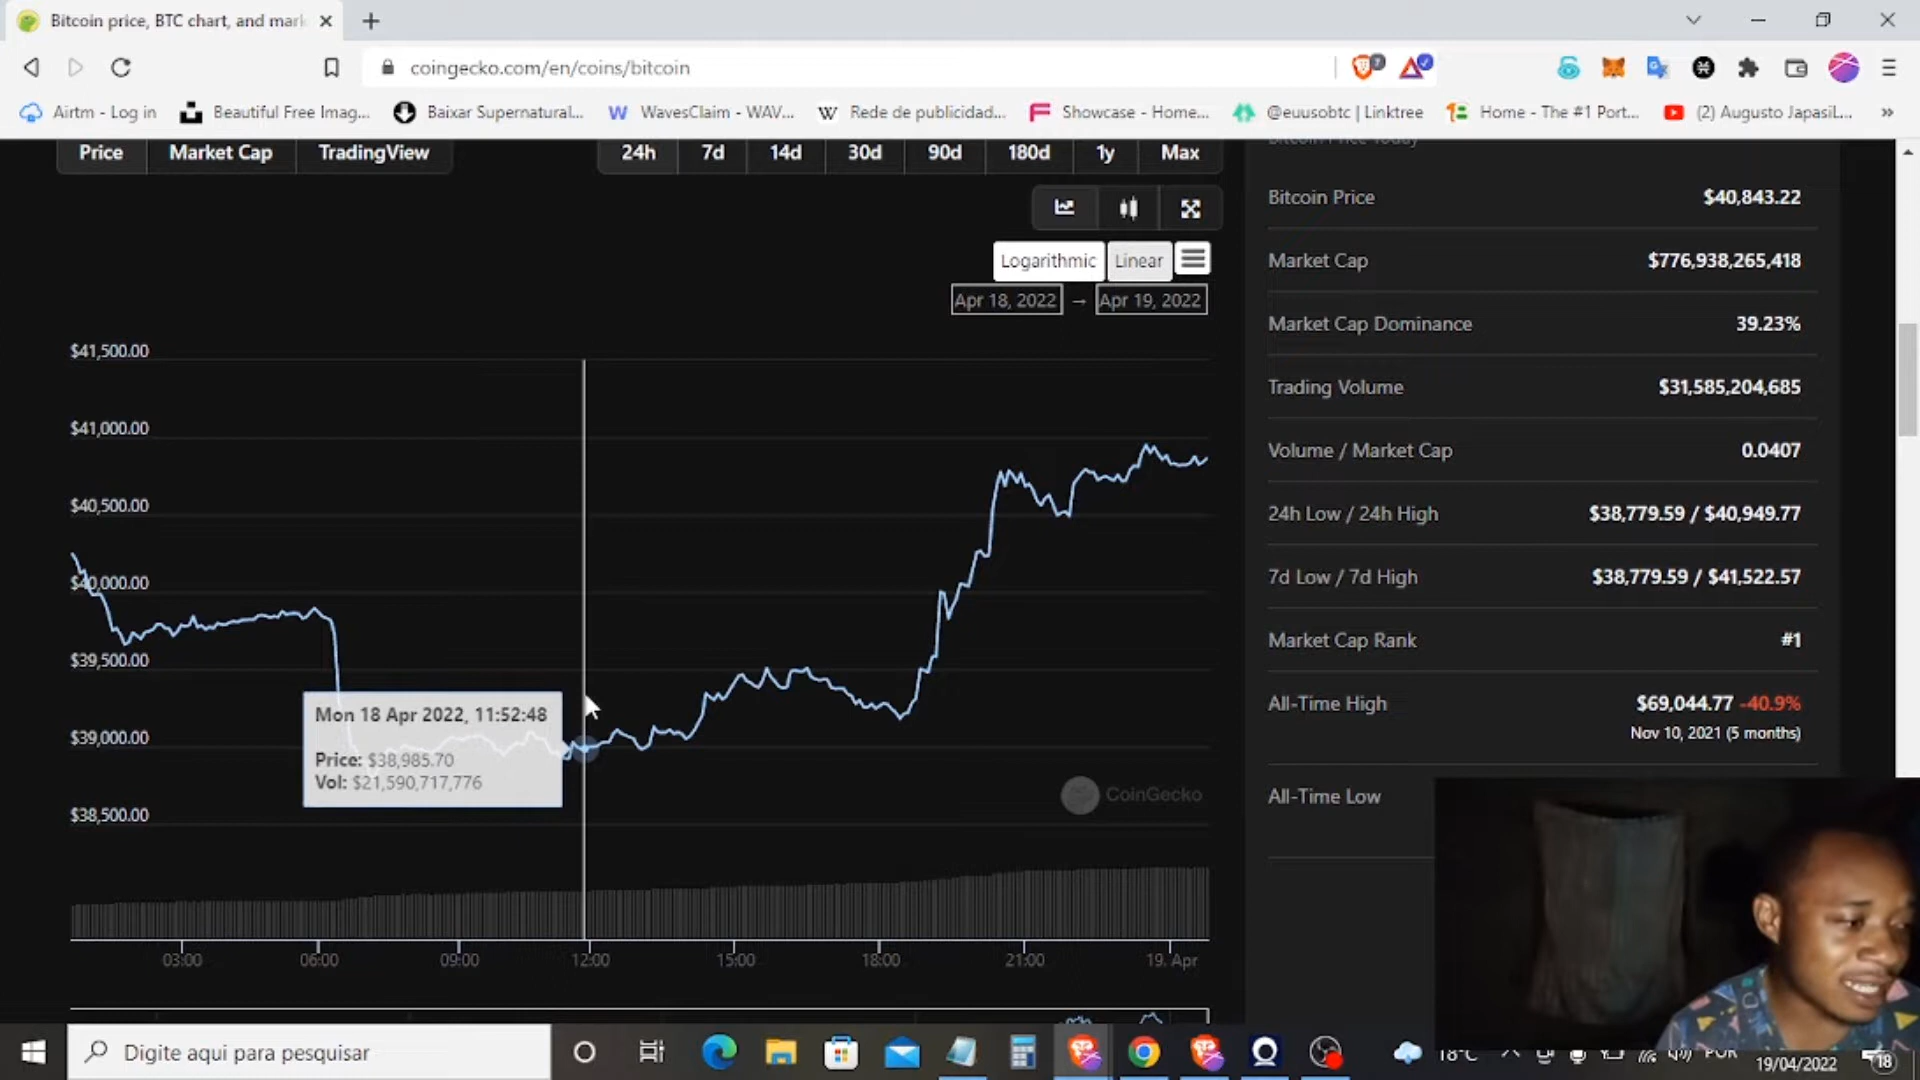 Bitcoin price, BTC chart, and mark
coingecko.com/en/coins/bitcoin
7
Airtm - Log in
Beautiful Free Imag...
Baixar Supernatural...
WavesClaim - WAV...
Rede de publicidad...
Showcase - Home...
@euusobtc | Linktree
Home - The #1 Port...
(2) Augusto JapasiL...
Price Market Cap TradingView
24h 7d 14d 30d 90d 180d 1y Max
Logarithmic Linear
Apr 18, 2022 → Apr 19, 2022
$41,500.00
$41,000.00
$40,500.00
$40,000.00
$39,500.00
$39,000.00
$38,500.00
Mon 18 Apr 2022, 11:52:48
Price: $38,985.70
Vol: $21,590,717,776
CoinGecko
03:00 06:00 09:00 12:00 15:00 18:00 21:00 19. Apr
Bitcoin Price Today
Bitcoin Price $40,843.22
Market Cap $776,938,265,418
Market Cap Dominance 39.23%
Trading Volume $31,585,204,685
Volume / Market Cap 0.0407
24h Low / 24h High $38,779.59 / $40,949.77
7d Low / 7d High $38,779.59 / $41,522.57
Market Cap Rank #1
All-Time High $69,044.77 -40.9%
Nov 10, 2021 (5 months)
All-Time Low
Digite aqui para pesquisar
18°C
POR
19/04/2022
18